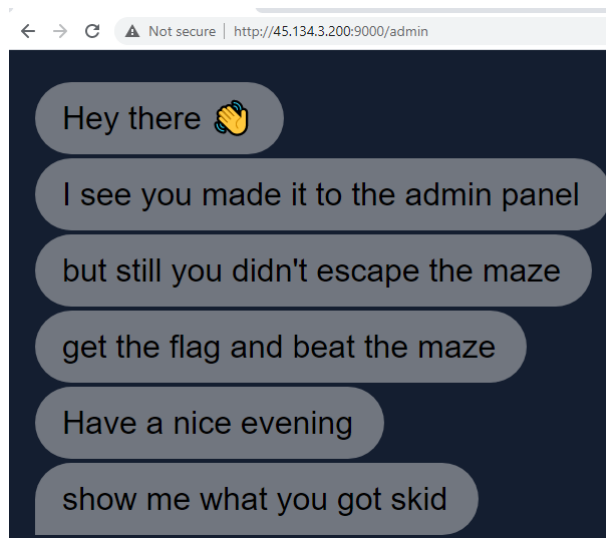 Not secure | http://45.134.3.200:9000/admin
Hey there 👋
I see you made it to the admin panel
but still you didn't escape the maze
get the flag and beat the maze
Have a nice evening
show me what you got skid